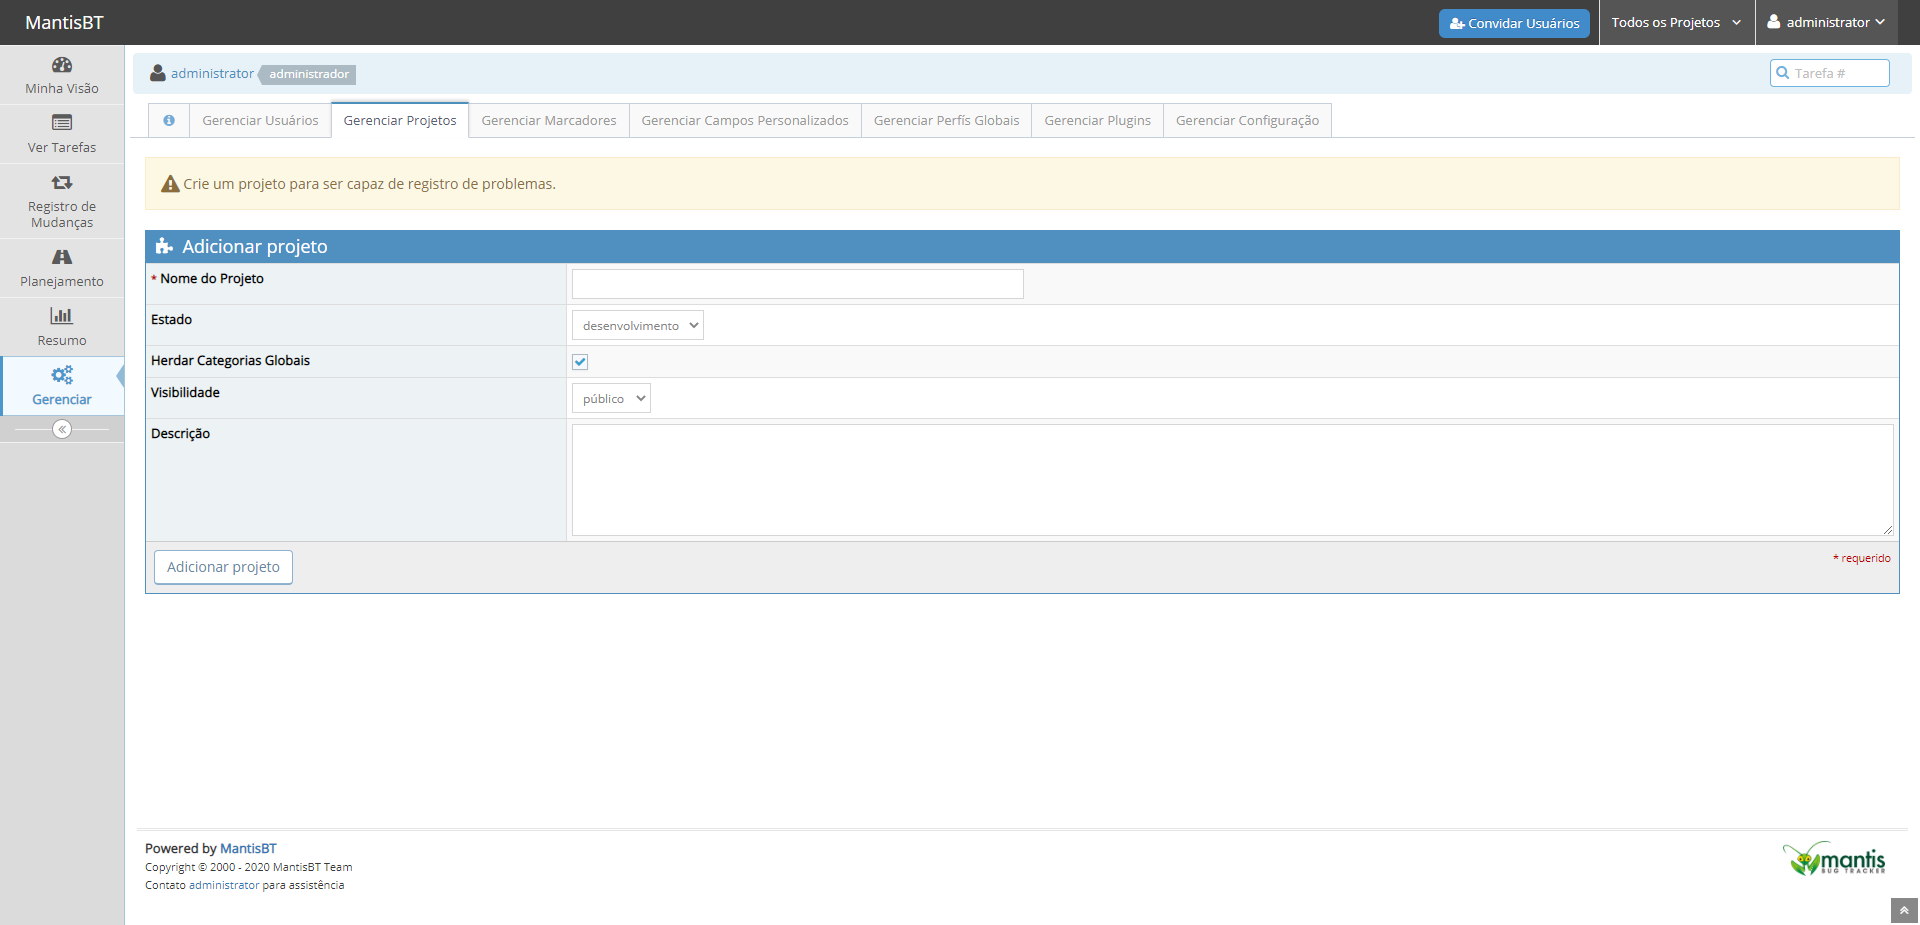 MantisBT
Convidar Usuários
Todos os Projetos
administrator
Minha Visão
Ver Tarefas
Registro de
Mudanças
Planejamento
Resumo
Gerenciar
administrator
administrador
Tarefa #
Gerenciar Usuários
Gerenciar Projetos
Gerenciar Marcadores
Gerenciar Campos Personalizados
Gerenciar Perfís Globais
Gerenciar Plugins
Gerenciar Configuração
Crie um projeto para ser capaz de registro de problemas.
Adicionar projeto
* Nome do Projeto
Estado
desenvolvimento
Herdar Categorias Globais
Visibilidade
público
Descrição
Adicionar projeto
* requerido
Powered by MantisBT
Copyright © 2000 - 2020 MantisBT Team
Contato administrator para assistência
mantis
BUG TRACKER